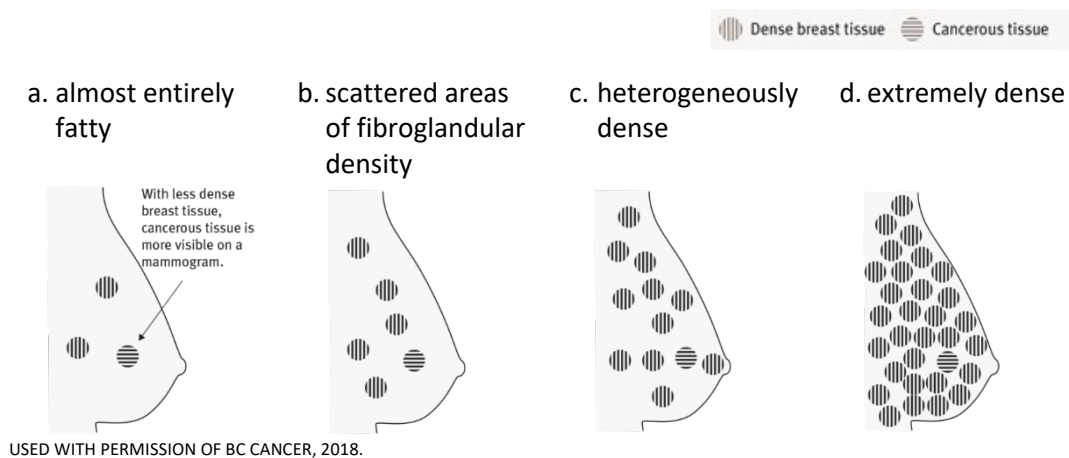 Dense breast tissue Cancerous tissue
a. almost entirely
fatty
b. scattered areas
of fibroglandular
density
c. heterogeneously
dense
d. extremely dense
With less dense
breast tissue,
cancerous tissue is
more visible on a
mammogram.
USED WITH PERMISSION OF BC CANCER, 2018.